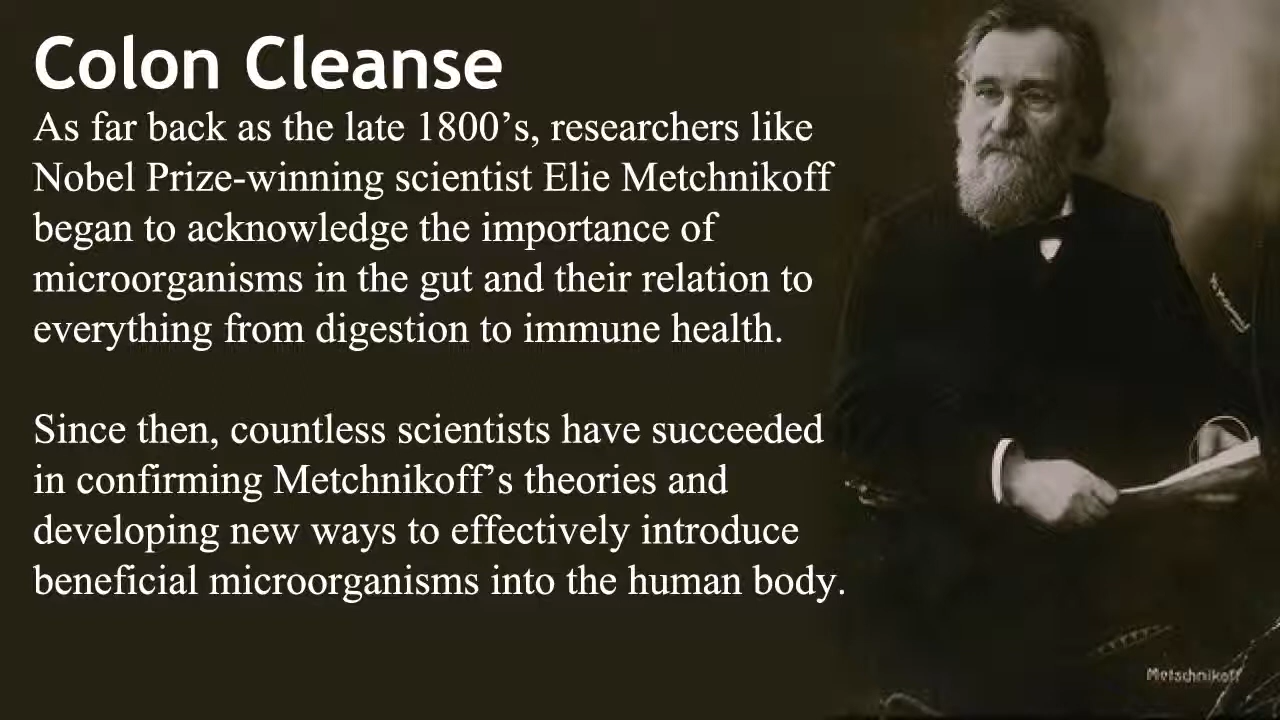 Colon Cleanse
As far back as the late 1800’s, researchers like
Nobel Prize-winning scientist Elie Metchnikoff
began to acknowledge the importance of
microorganisms in the gut and their relation to
everything from digestion to immune health.
Since then, countless scientists have succeeded
in confirming Metchnikoff’s theories and
developing new ways to effectively introduce
beneficial microorganisms into the human body.
Metschnikoff